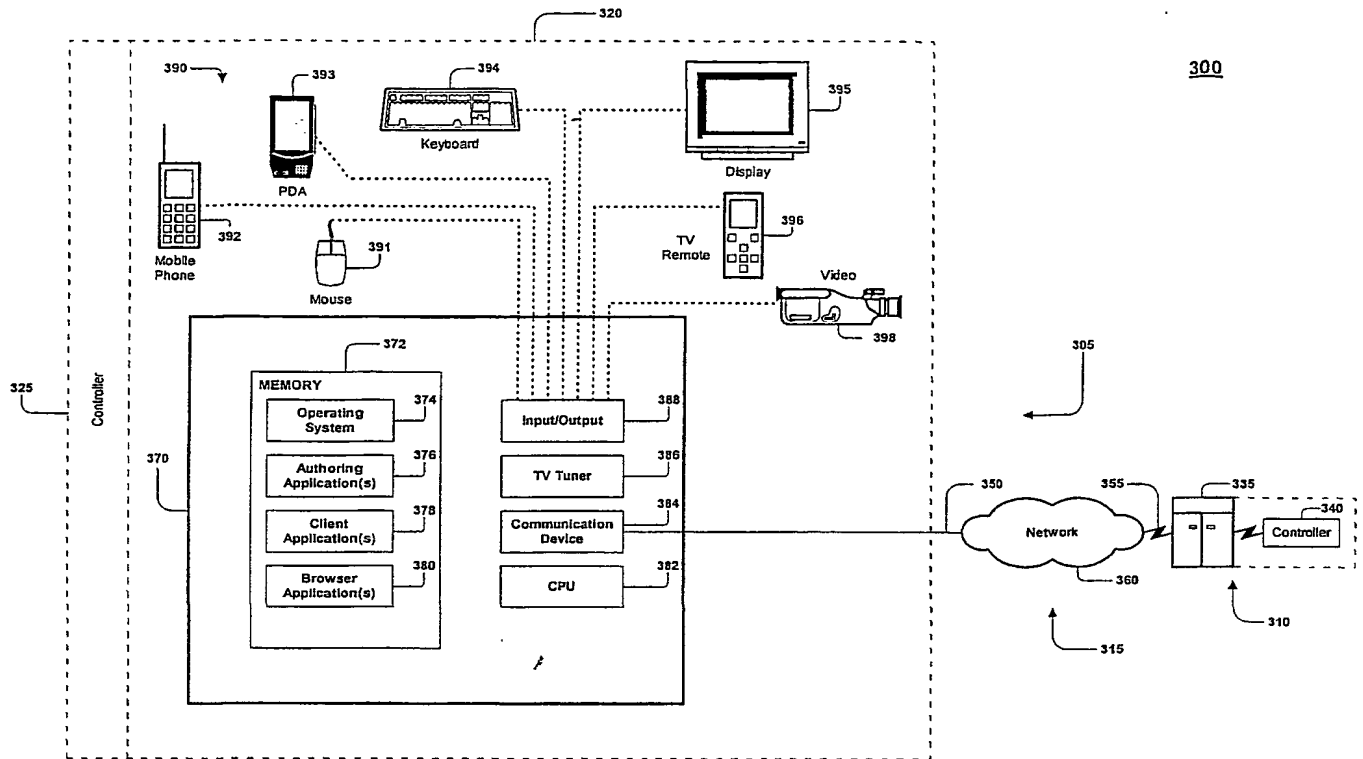 320
300
390
393
394
395
Keyboard
Display
PDA
392
391
396
Mobile
Phone
TV
Remote
Mouse
Video
398
372
305
325
Controller
MEMORY
374
Operating
System
388
Input/Output
370
376
Authoring
Application(s)
386
TV Tuner
378
Client
Application(s)
384
Communication
Device
350
355
335
340
Network
Controller
380
Browser
Application(s)
382
CPU
360
310
315